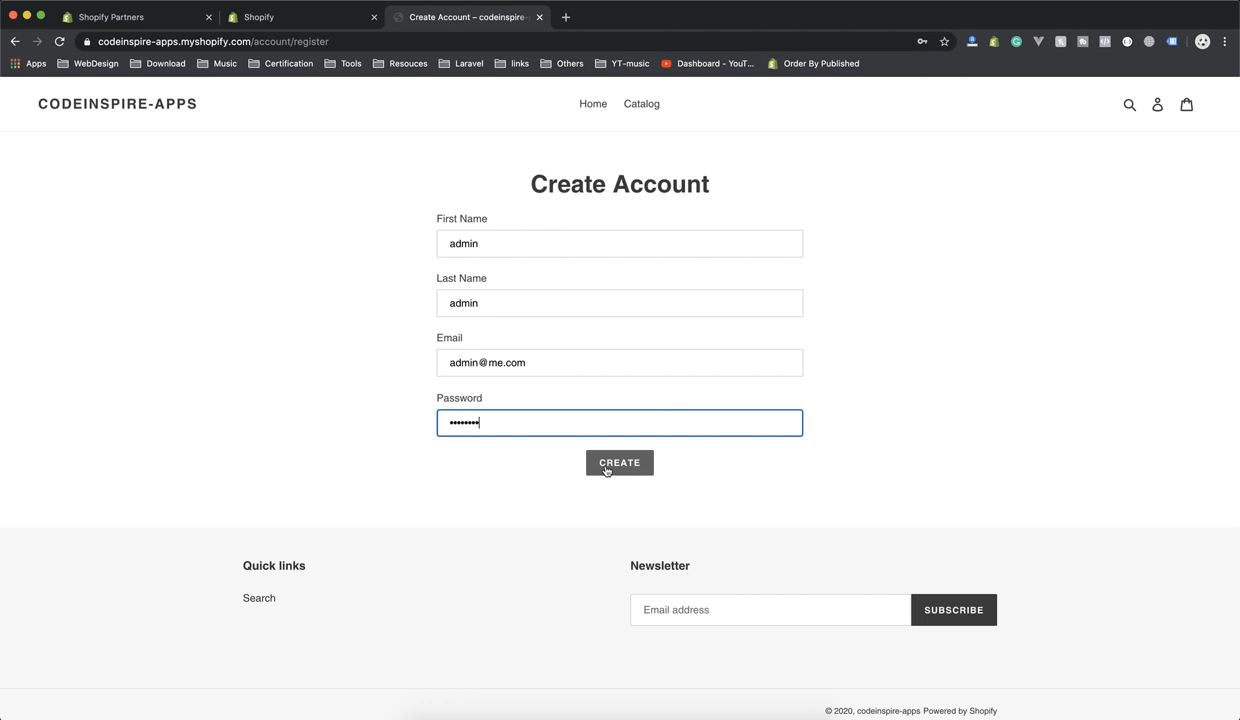 Shopify Partners
Shopify
Create Account – codeinspire-
codeinspire-apps.myshopify.com/account/register
Apps
WebDesign
Download
Music
Certification
Tools
Resouces
Laravel
links
Others
YT-music
Dashboard - YouT...
Order By Published
CODEINSPIRE-APPS
Home
Catalog
Create Account
First Name
admin
Last Name
admin
Email
admin@me.com
Password
••••••••
CREATE
Quick links
Newsletter
Search
Email address
SUBSCRIBE
© 2020, codeinspire-apps Powered by Shopify